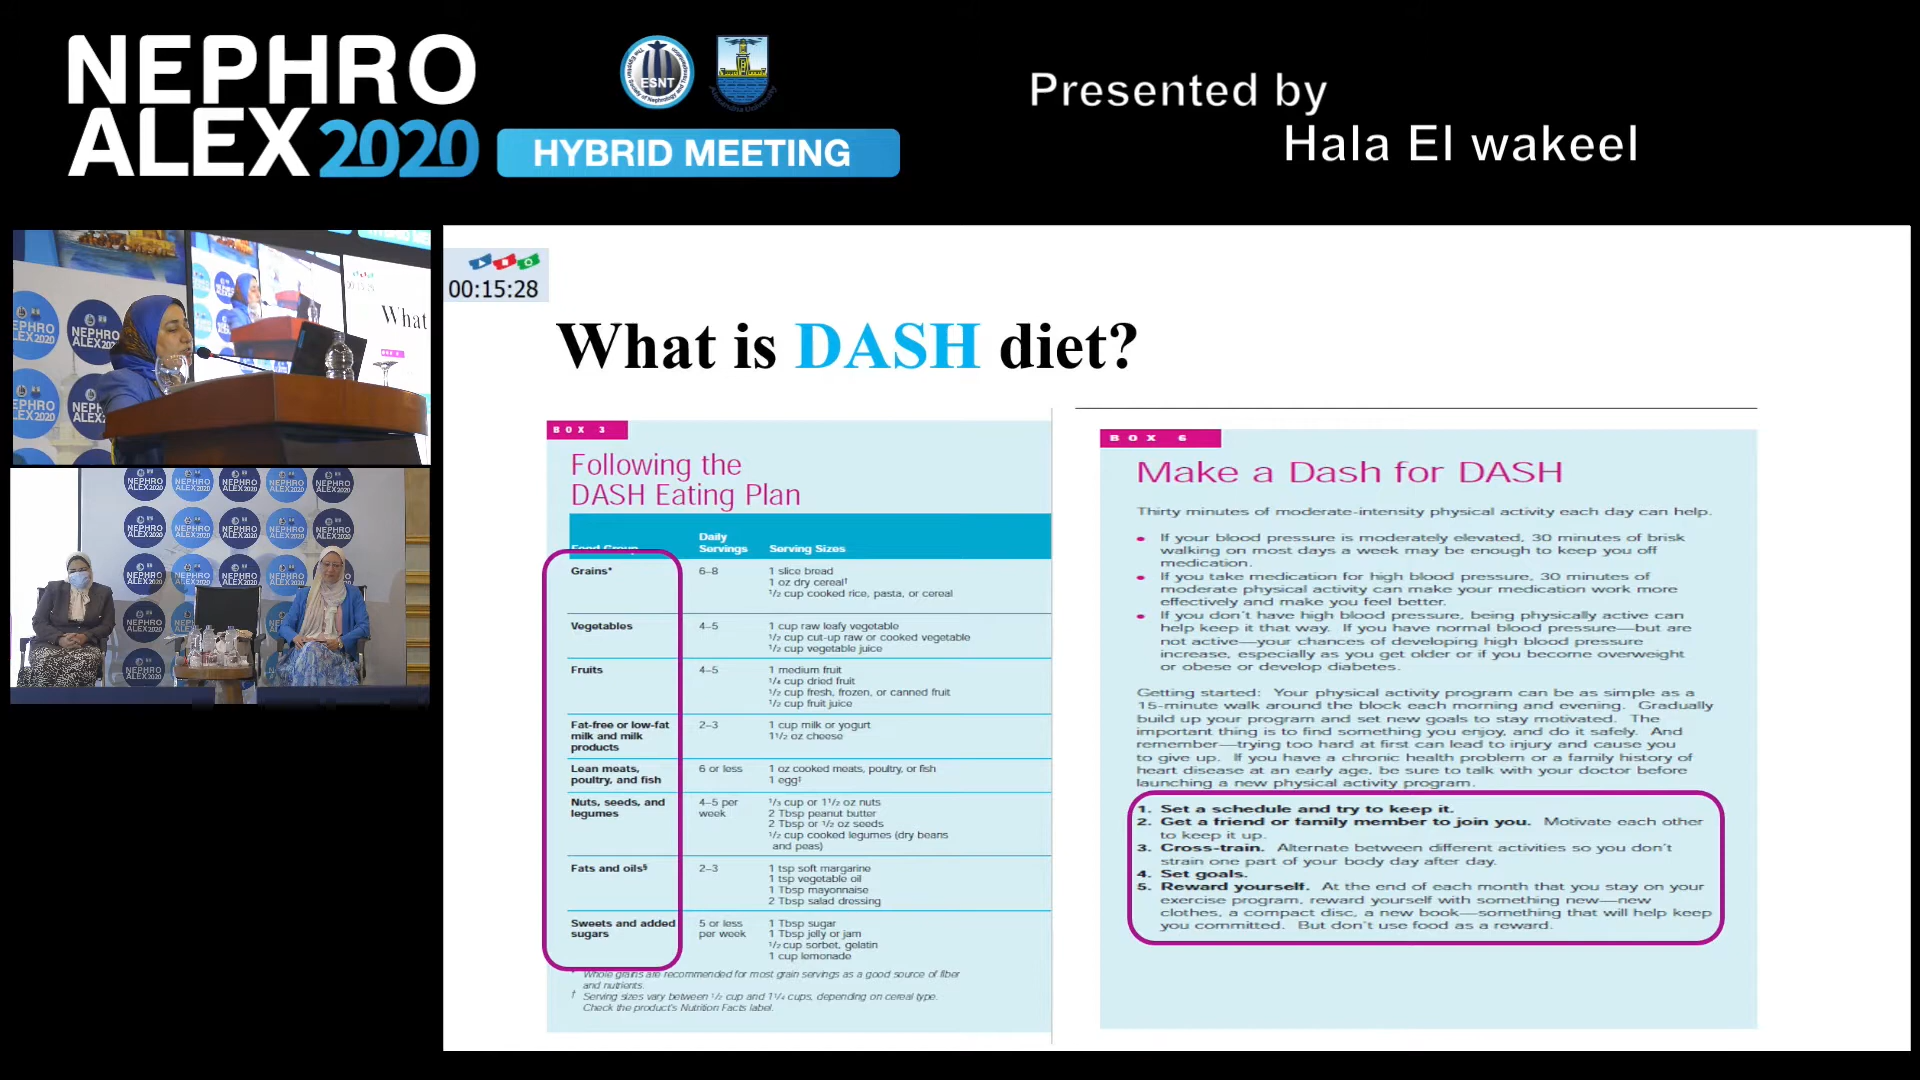 NEPHRO
ALEX 2020
ESNT
HYBRID MEETING
Presented by
Hala El wakeel
00:15:28
What is DASH diet?
BOX 3
Following the
DASH Eating Plan
Food Group
Daily
Servings
Serving Sizes
Grains*
6–8
1 slice bread
1 oz dry cereal†
1/2 cup cooked rice, pasta, or cereal
Vegetables
4–5
1 cup raw leafy vegetable
1/2 cup cut-up raw or cooked vegetable
1/2 cup vegetable juice
Fruits
4–5
1 medium fruit
1/4 cup dried fruit
1/2 cup fresh, frozen, or canned fruit
1/2 cup fruit juice
Fat-free or low-fat
milk and milk
products
2–3
1 cup milk or yogurt
1 1/2 oz cheese
Lean meats,
poultry, and fish
6 or less
1 oz cooked meats, poultry, or fish
1 egg‡
Nuts, seeds, and
legumes
4–5 per
week
1/3 cup or 1 1/2 oz nuts
2 Tbsp peanut butter
2 Tbsp or 1/2 oz seeds
1/2 cup cooked legumes (dry beans
and peas)
Fats and oils§
2–3
1 tsp soft margarine
1 tsp vegetable oil
1 Tbsp mayonnaise
2 Tbsp salad dressing
Sweets and added
sugars
5 or less
per week
1 Tbsp sugar
1 Tbsp jelly or jam
1/2 cup sorbet, gelatin
1 cup lemonade
Whole grains are recommended for most grain servings as a good source of fiber
and nutrients.
† Serving sizes vary between 1/2 cup and 1 1/4 cups, depending on cereal type.
Check the product's Nutrition Facts label.
BOX 6
Make a Dash for DASH
Thirty minutes of moderate-intensity physical activity each day can help.
• If your blood pressure is moderately elevated, 30 minutes of brisk
walking on most days a week may be enough to keep you off
medication.
• If you take medication for high blood pressure, 30 minutes of
moderate physical activity can make your medication work more
effectively and make you feel better.
• If you don't have high blood pressure, being physically active can
help keep it that way. If you have normal blood pressure—but are
not active—your chances of developing high blood pressure
increase, especially as you get older or if you become overweight
or obese or develop diabetes.
Getting started: Your physical activity program can be as simple as a
15-minute walk around the block each morning and evening. Gradually
build up your program and set new goals to stay motivated. The
important thing is to find something you enjoy, and do it safely. And
remember—trying too hard at first can lead to injury and cause you
to give up. If you have a chronic health problem or a family history of
heart disease at an early age, be sure to talk with your doctor before
launching a new physical activity program.
1. Set a schedule and try to keep it.
2. Get a friend or family member to join you. Motivate each other
to keep it up.
3. Cross-train. Alternate between different activities so you don't
strain one part of your body day after day.
4. Set goals.
5. Reward yourself. At the end of each month that you stay on your
exercise program, reward yourself with something new—new
clothes, a compact disc, a new book—something that will help keep
you committed. But don't use food as a reward.